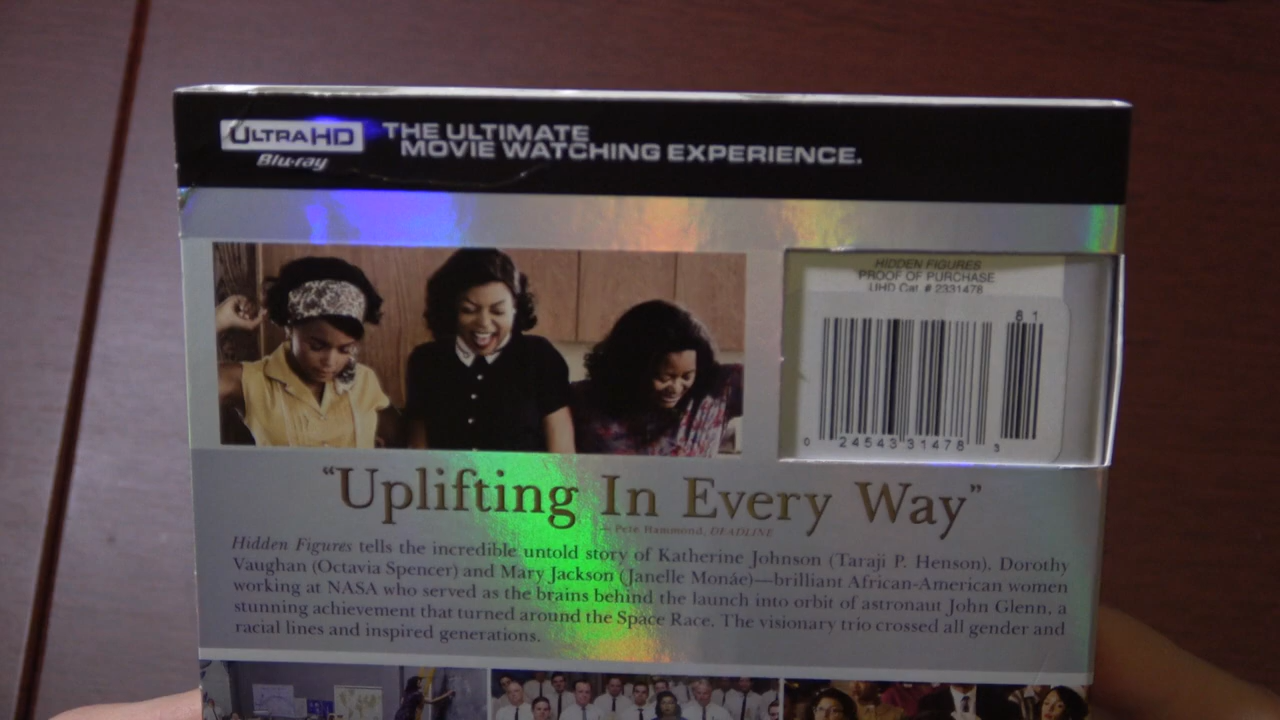 ULTRA HD
Blu-ray
THE ULTIMATE
MOVIE WATCHING EXPERIENCE.
HIDDEN FIGURES
PROOF OF PURCHASE
UHD Cat. # 2331478
81
0 24543 31478 3
“Uplifting In Every Way”
— Pete Hammond, DEADLINE
Hidden Figures tells the incredible untold story of Katherine Johnson (Taraji P. Henson), Dorothy
Vaughan (Octavia Spencer) and Mary Jackson (Janelle Monáe)—brilliant African-American women
working at NASA who served as the brains behind the launch into orbit of astronaut John Glenn, a
stunning achievement that turned around the Space Race. The visionary trio crossed all gender and
racial lines and inspired generations.